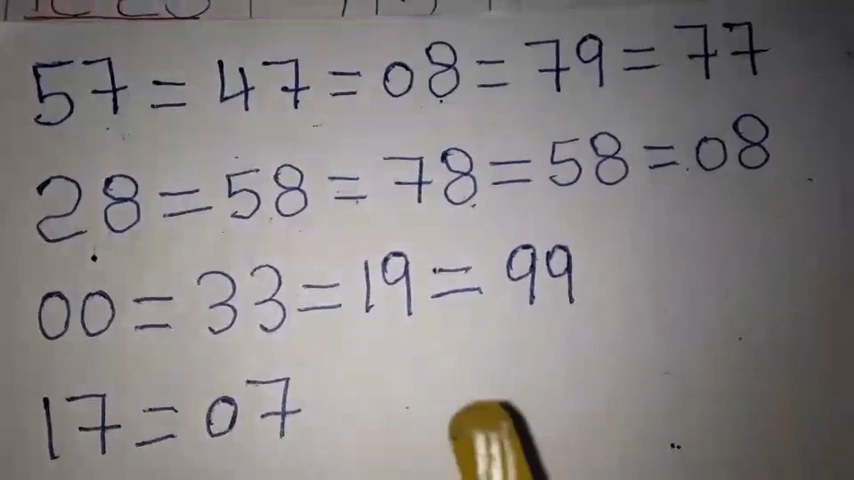 57 = 47 = 08 = 79 = 77
28 = 58 = 78 = 58 = 08
00 = 33 = 19 = 99
17 = 07